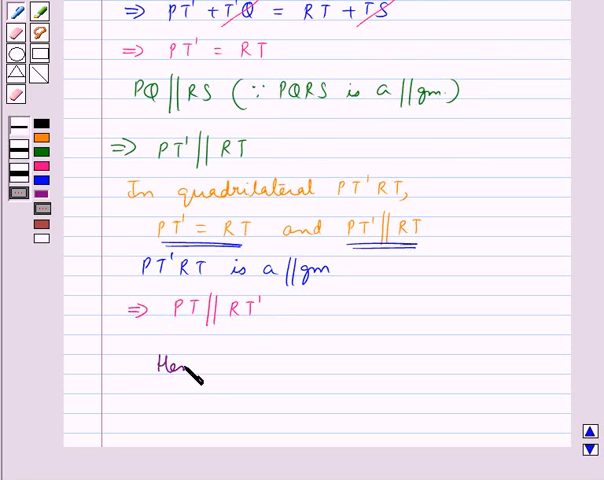 ⇒ PT' + T'Q = RT + TS
⇒ PT' = RT
PQ || RS (∵ PQRS is a ||gm.)
⇒ PT' || RT
In quadrilateral PT'RT,
PT' = RT and PT' || RT
PT'RT is a ||gm
⇒ PT || RT'
Hen